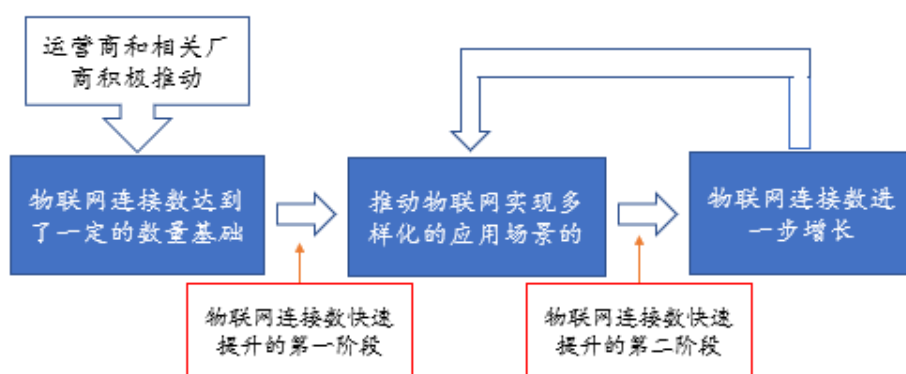 运营商和相关厂
商积极推动
物联网连接数达到
了一定的数量基础
推动物联网实现多
样化的应用场景的
物联网连接数进
一步增长
物联网连接数快速
提升的第一阶段
物联网连接数快速
提升的第二阶段